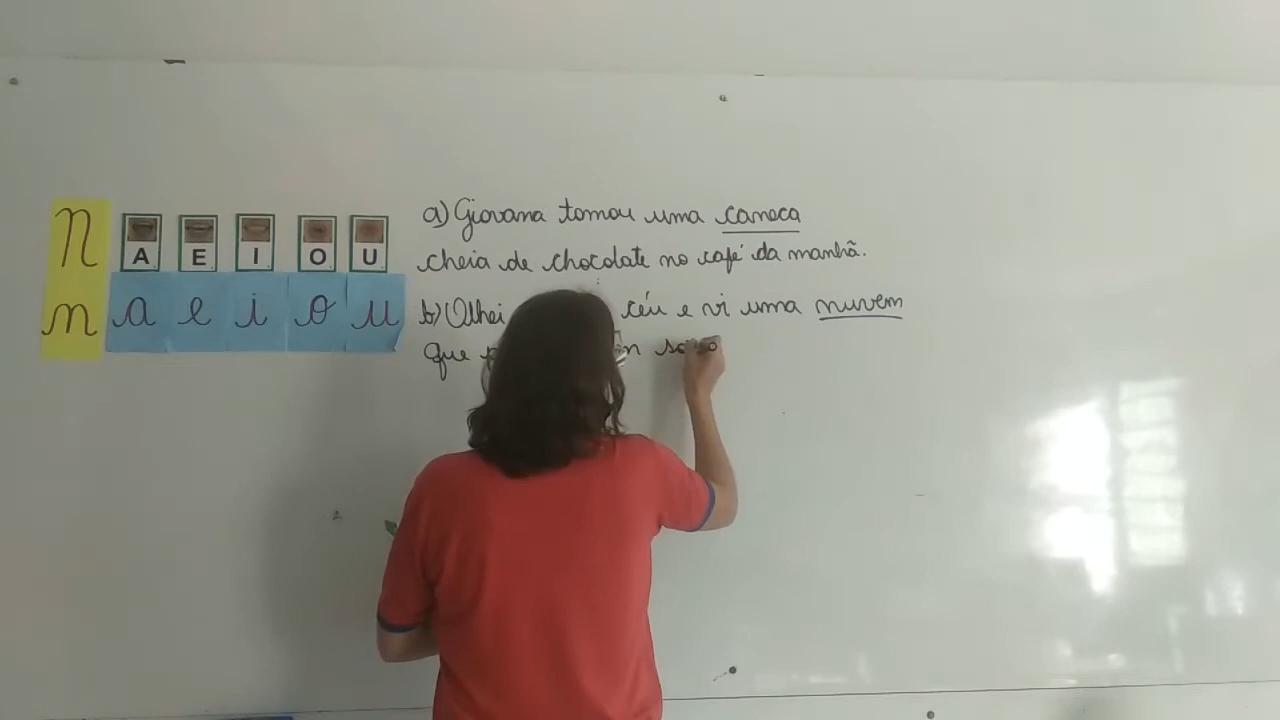 N A E I O U
n a e i o u
a) Giovana tomou uma caneca
cheia de chocolate no café da manhã.
b) Olhei céu e vi uma nuvem
que